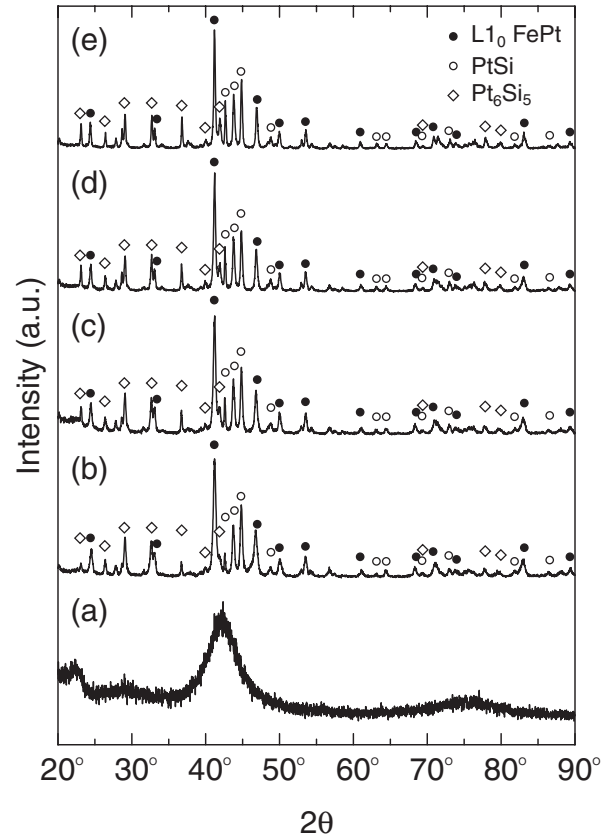 (e)
● L1₀ FePt
○ PtSi
◇ Pt₆Si₅
(d)
(c)
(b)
(a)
Intensity (a.u.)
20° 30° 40° 50° 60° 70° 80° 90°
2θ